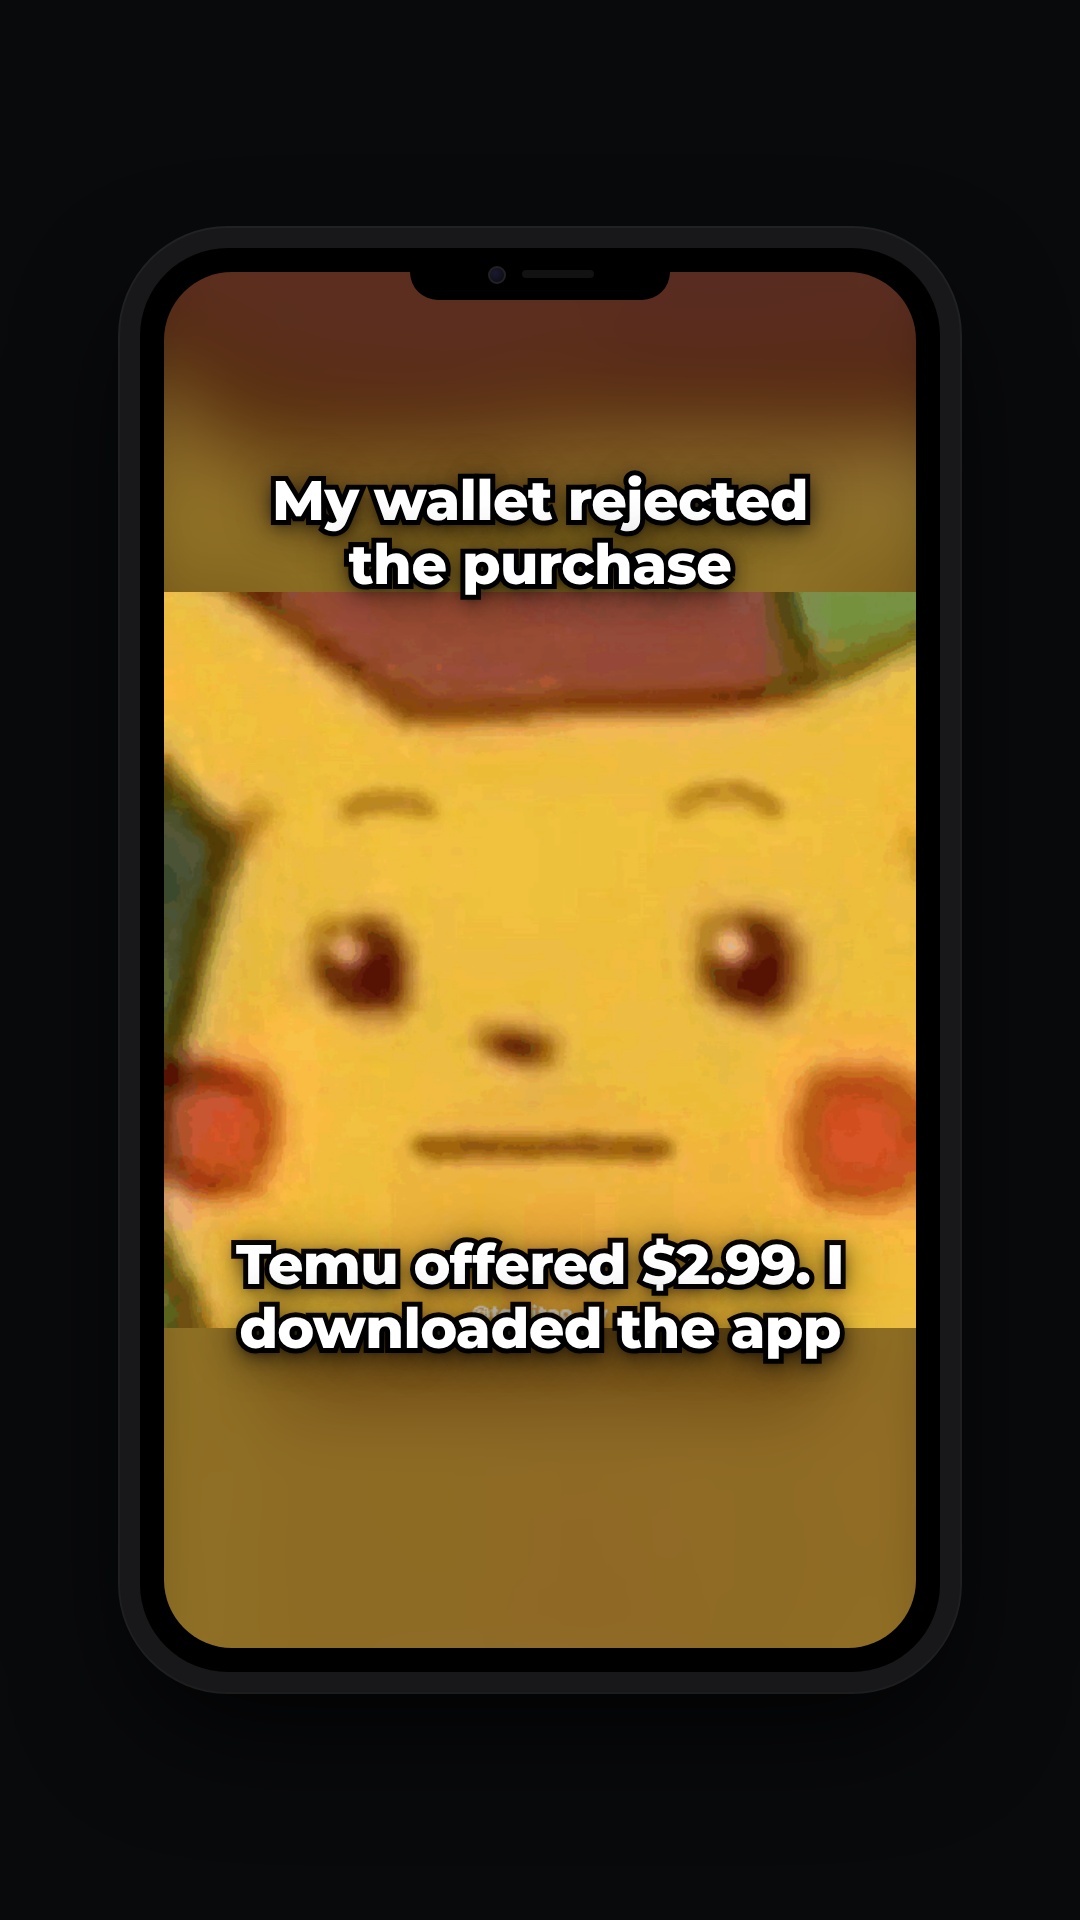 My wallet rejected
the purchase
Temu offered $2.99. I
downloaded the app